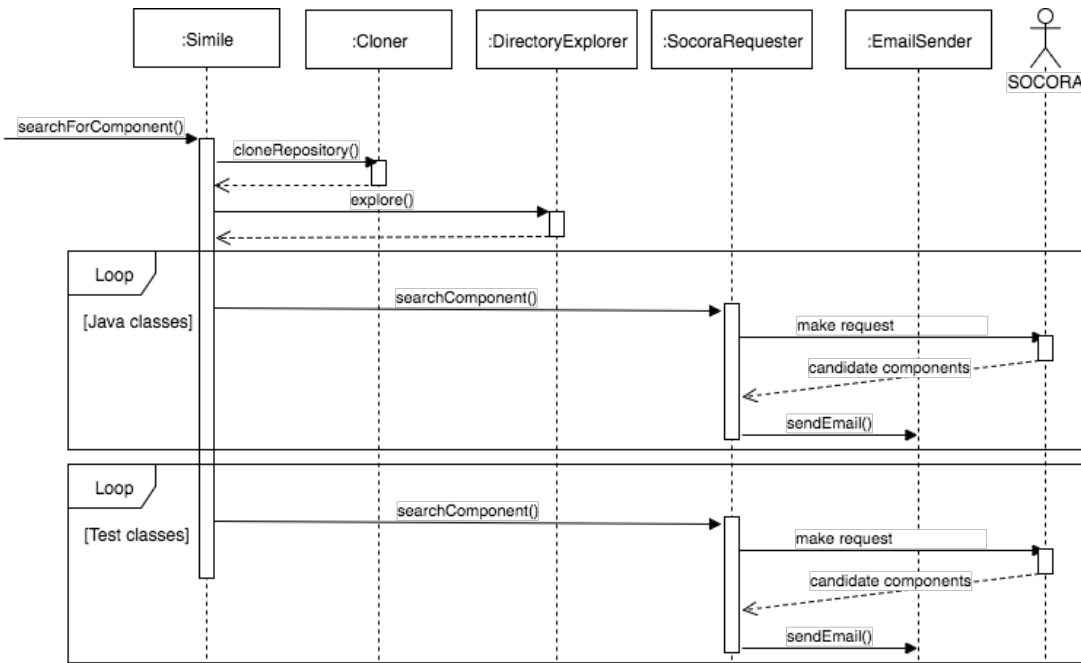 :Simile
:Cloner
:DirectoryExplorer
:SocoraRequester
:EmailSender
SOCORA
searchForComponent()
cloneRepository()
explore()
Loop
[Java classes]
searchComponent()
make request
candidate components
sendEmail()
Loop
[Test classes]
searchComponent()
make request
candidate components
sendEmail()